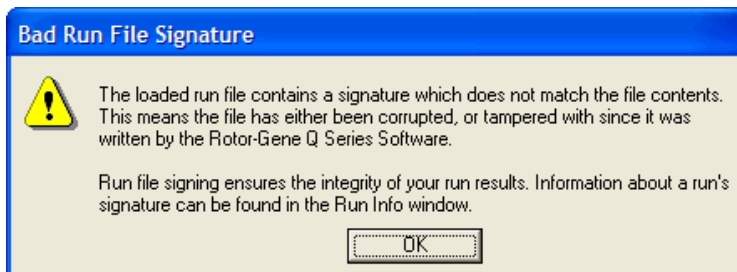 Bad Run File Signature
The loaded run file contains a signature which does not match the file contents.
This means the file has either been corrupted, or tampered with since it was
written by the Rotor-Gene Q Series Software.
Run file signing ensures the integrity of your run results. Information about a run's
signature can be found in the Run Info window.
OK